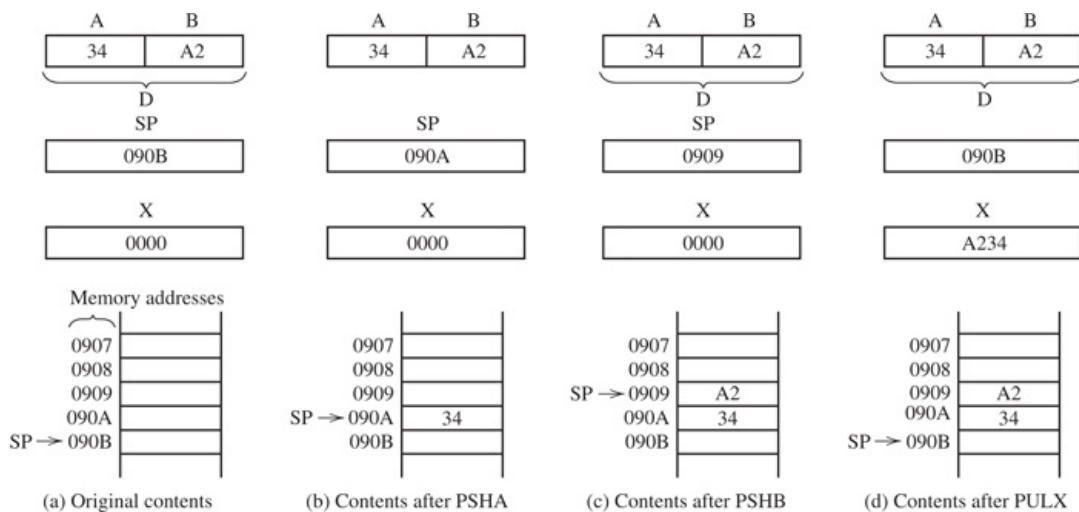 A B A B A B A B
34 A2 34 A2 34 A2 34 A2
D D D
SP SP SP
090B 090A 0909 090B
X X
0000 0000 0000 A234
Memory addresses
0907 0907 0907 0907
0908 0908 0908 0908
0909 0909 SP → 0909 A2 0909 A2
090A SP → 090A 34 090A 34 090A 34
SP → 090B 090B 090B SP → 090B
(a) Original contents (b) Contents after PSHA (c) Contents after PSHB (d) Contents after PULX